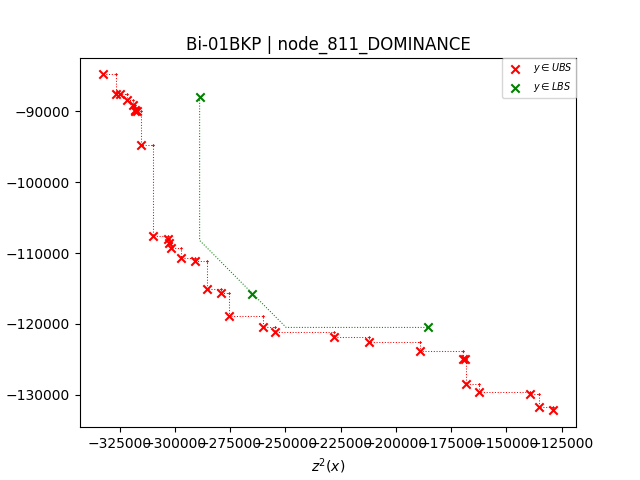 Bi-01BKP | node_811_DOMINANCE
y ∈ UBS
y ∈ LBS
−90000
−100000
−110000
−120000
−130000
−325000 −300000 −275000 −250000 −225000 −200000 −175000 −150000 −125000
z²(x)